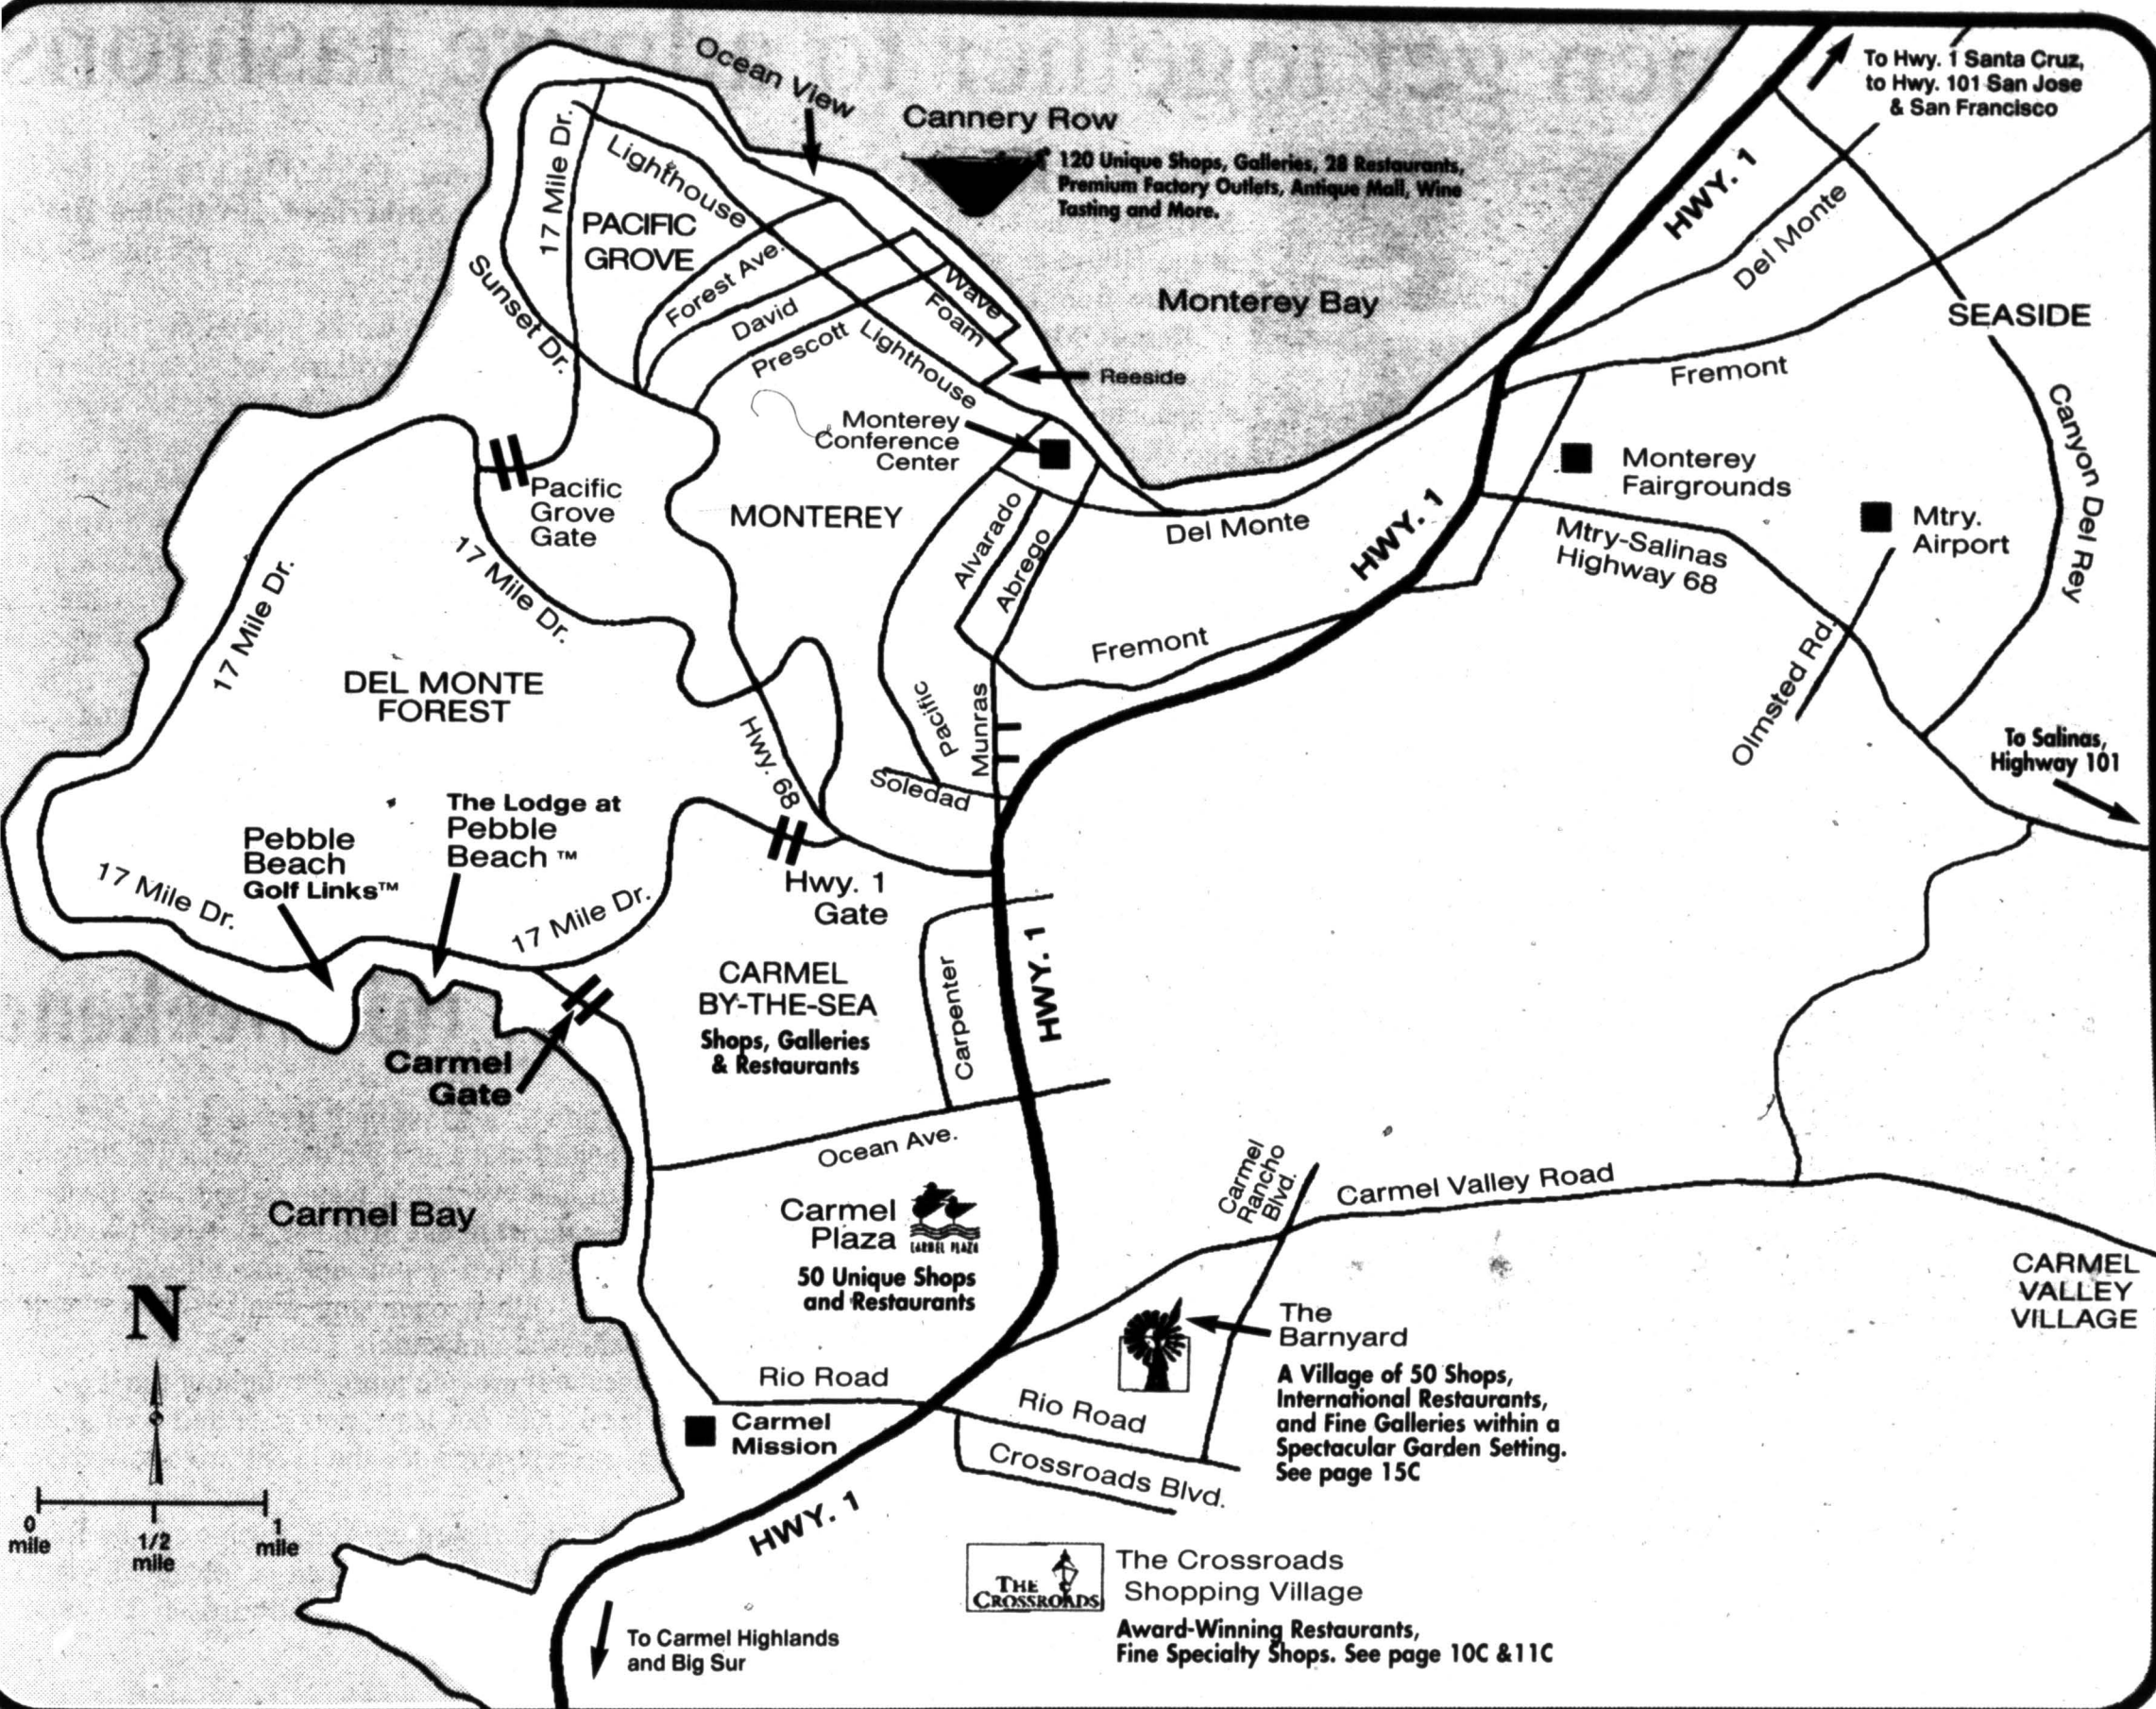 To Hwy. 1 Santa Cruz,
to Hwy. 101 San Jose
& San Francisco
Ocean View
Cannery Row
120 Unique Shops, Galleries, 28 Restaurants,
Premium Factory Outlets, Antique Mall, Wine
Tasting and More.
17 Mile Dr.
Lighthouse
PACIFIC
GROVE
HWY. 1
Del Monte
Forest Ave.
Sunset Dr.
David
Prescott
Wave
Foam
Lighthouse
Monterey Bay
SEASIDE
Reeside
Fremont
Canyon Del Rey
Monterey
Conference
Center
Monterey
Fairgrounds
Pacific
Grove
Gate
MONTEREY
Alvarado
Abrego
Del Monte
HWY. 1
Mtry-Salinas
Highway 68
Mtry.
Airport
17 Mile Dr.
17 Mile Dr.
Fremont
Olmsted Rd.
DEL MONTE
FOREST
Hwy. 68
Pacific
Munras
Soledad
To Salinas,
Highway 101
The Lodge at
Pebble
Beach ™
Pebble
Beach
Golf Links™
17 Mile Dr.
17 Mile Dr.
Hwy. 1
Gate
CARMEL
BY-THE-SEA
Shops, Galleries
& Restaurants
Carpenter
HWY. 1
Carmel
Gate
Ocean Ave.
Carmel Bay
Carmel
Plaza
CARMEL PLAZA
50 Unique Shops
and Restaurants
Carmel
Rancho
Blvd.
Carmel Valley Road
CARMEL
VALLEY
VILLAGE
N
The
Barnyard
A Village of 50 Shops,
International Restaurants,
and Fine Galleries within a
Spectacular Garden Setting.
See page 15C
Rio Road
Rio Road
Carmel
Mission
Crossroads Blvd.
HWY. 1
0
mile
1/2
mile
1
mile
THE
CROSSROADS
The Crossroads
Shopping Village
Award-Winning Restaurants,
Fine Specialty Shops. See page 10C &11C
To Carmel Highlands
and Big Sur